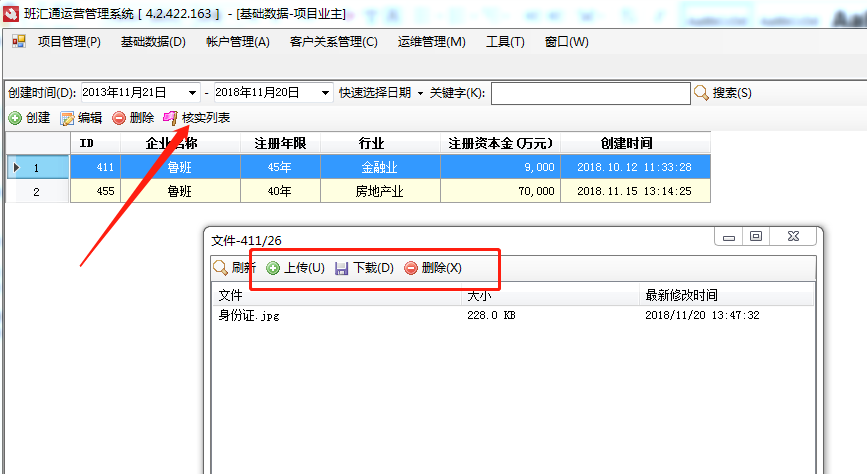 班汇通运营管理系统 [ 4.2.422.163 ] - [基础数据-项目业主]
项目管理(P) 基础数据(D) 帐户管理(A) 客户关系管理(C) 运维管理(M) 工具(T) 窗口(W)
创建时间(D): 2013年11月21日 - 2018年11月20日 快速选择日期 关键字(K): 搜索(S)
创建 编辑 删除 核实列表
ID 企业名称 注册年限 行业 注册资本金(万元) 创建时间
1 411 鲁班 45年 金融业 9,000 2018.10.12 11:33:28
2 455 鲁班 40年 房地产业 70,000 2018.11.15 13:14:25
文件-411/26
刷新 上传(U) 下载(D) 删除(X)
文件 大小 最新修改时间
身份证.jpg 228.0 KB 2018/11/20 13:47:32